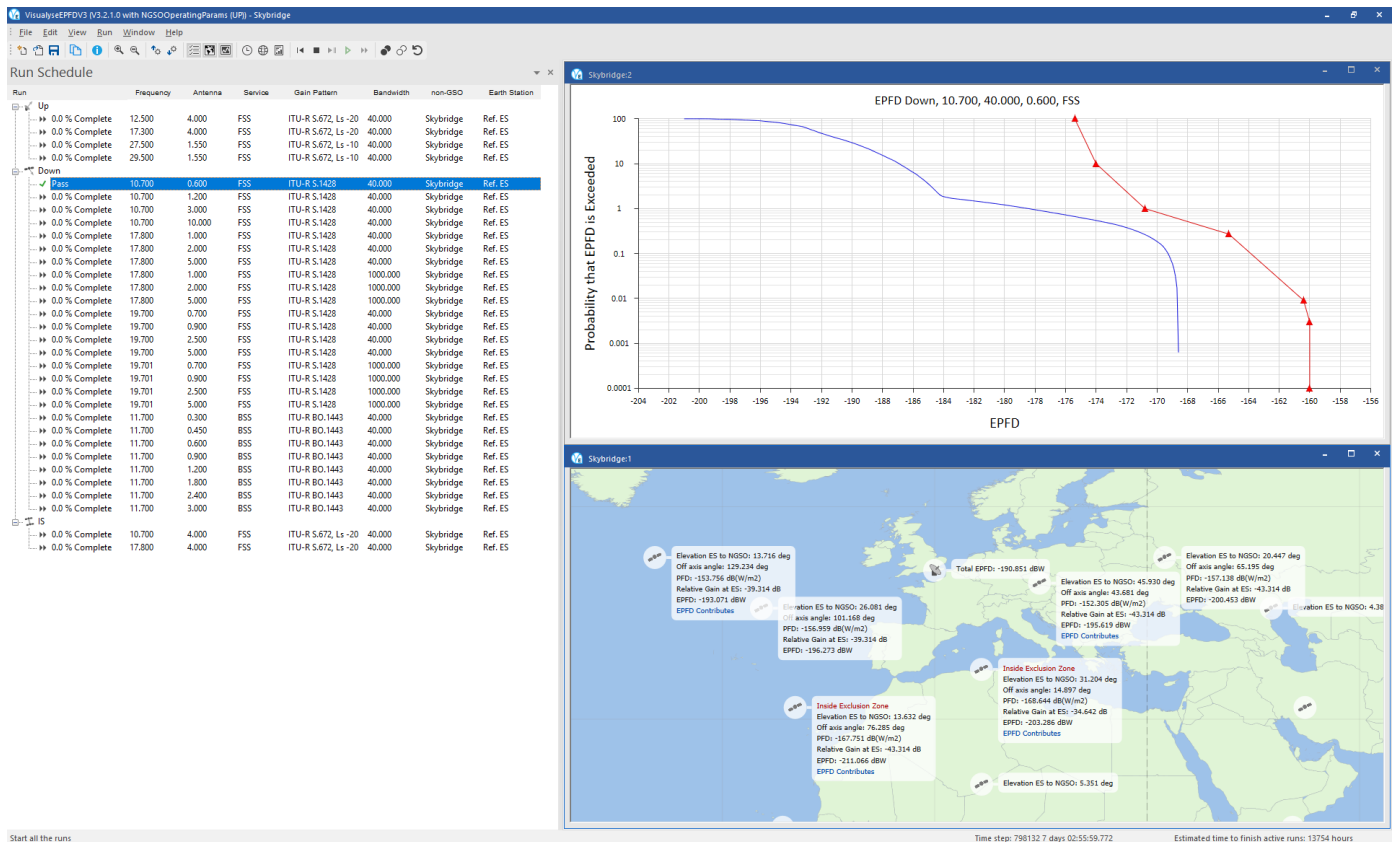 VisualyseEPFDV3 (V3.2.1.0 with NGSOOperatingParams (UP)) - Skybridge
File Edit View Run Window Help
Run Schedule
Run Frequency Antenna Service Gain Pattern Bandwidth non-GSO Earth Station
Up
0.0 % Complete 12.500 4.000 FSS ITU-R S.672, Ls -20 40.000 Skybridge Ref. ES
0.0 % Complete 17.300 4.000 FSS ITU-R S.672, Ls -20 40.000 Skybridge Ref. ES
0.0 % Complete 27.500 1.550 FSS ITU-R S.672, Ls -10 40.000 Skybridge Ref. ES
0.0 % Complete 29.500 1.550 FSS ITU-R S.672, Ls -10 40.000 Skybridge Ref. ES
Down
Pass 10.700 0.600 FSS ITU-R S.1428 40.000 Skybridge Ref. ES
0.0 % Complete 10.700 1.200 FSS ITU-R S.1428 40.000 Skybridge Ref. ES
0.0 % Complete 10.700 3.000 FSS ITU-R S.1428 40.000 Skybridge Ref. ES
0.0 % Complete 10.700 10.000 FSS ITU-R S.1428 40.000 Skybridge Ref. ES
0.0 % Complete 17.800 1.000 FSS ITU-R S.1428 40.000 Skybridge Ref. ES
0.0 % Complete 17.800 2.000 FSS ITU-R S.1428 40.000 Skybridge Ref. ES
0.0 % Complete 17.800 5.000 FSS ITU-R S.1428 40.000 Skybridge Ref. ES
0.0 % Complete 17.800 1.000 FSS ITU-R S.1428 1000.000 Skybridge Ref. ES
0.0 % Complete 17.800 2.000 FSS ITU-R S.1428 1000.000 Skybridge Ref. ES
0.0 % Complete 17.800 5.000 FSS ITU-R S.1428 1000.000 Skybridge Ref. ES
0.0 % Complete 19.700 0.700 FSS ITU-R S.1428 40.000 Skybridge Ref. ES
0.0 % Complete 19.700 0.900 FSS ITU-R S.1428 40.000 Skybridge Ref. ES
0.0 % Complete 19.700 2.500 FSS ITU-R S.1428 40.000 Skybridge Ref. ES
0.0 % Complete 19.700 5.000 FSS ITU-R S.1428 40.000 Skybridge Ref. ES
0.0 % Complete 19.701 0.700 FSS ITU-R S.1428 1000.000 Skybridge Ref. ES
0.0 % Complete 19.701 0.900 FSS ITU-R S.1428 1000.000 Skybridge Ref. ES
0.0 % Complete 19.701 2.500 FSS ITU-R S.1428 1000.000 Skybridge Ref. ES
0.0 % Complete 19.701 5.000 FSS ITU-R S.1428 1000.000 Skybridge Ref. ES
0.0 % Complete 11.700 0.300 BSS ITU-R BO.1443 40.000 Skybridge Ref. ES
0.0 % Complete 11.700 0.450 BSS ITU-R BO.1443 40.000 Skybridge Ref. ES
0.0 % Complete 11.700 0.600 BSS ITU-R BO.1443 40.000 Skybridge Ref. ES
0.0 % Complete 11.700 0.900 BSS ITU-R BO.1443 40.000 Skybridge Ref. ES
0.0 % Complete 11.700 1.200 BSS ITU-R BO.1443 40.000 Skybridge Ref. ES
0.0 % Complete 11.700 1.800 BSS ITU-R BO.1443 40.000 Skybridge Ref. ES
0.0 % Complete 11.700 2.400 BSS ITU-R BO.1443 40.000 Skybridge Ref. ES
0.0 % Complete 11.700 3.000 BSS ITU-R BO.1443 40.000 Skybridge Ref. ES
IS
0.0 % Complete 10.700 4.000 FSS ITU-R S.672, Ls -20 40.000 Skybridge Ref. ES
0.0 % Complete 17.800 4.000 FSS ITU-R S.672, Ls -20 40.000 Skybridge Ref. ES
Skybridge:2
EPFD Down, 10.700, 40.000, 0.600, FSS
Probability that EPFD is Exceeded
100
10
1
0.1
0.01
0.001
0.0001
-204 -202 -200 -198 -196 -194 -192 -190 -188 -186 -184 -182 -180 -178 -176 -174 -172 -170 -168 -166 -164 -162 -160 -158 -156
EPFD
Skybridge:1
Elevation ES to NGSO: 13.716 deg
Off axis angle: 129.234 deg
PFD: -153.756 dB(W/m2)
Relative Gain at ES: -39.314 dB
EPFD: -193.071 dBW
EPFD Contributes
Elevation ES to NGSO: 26.081 deg
Off axis angle: 101.168 deg
PFD: -156.959 dB(W/m2)
Relative Gain at ES: -39.314 dB
EPFD: -196.273 dBW
Total EPFD: -190.851 dBW
Elevation ES to NGSO: 45.930 deg
Off axis angle: 43.681 deg
PFD: -152.305 dB(W/m2)
Relative Gain at ES: -43.314 dB
EPFD: -195.619 dBW
EPFD Contributes
Elevation ES to NGSO: 20.447 deg
Off axis angle: 65.195 deg
PFD: -157.138 dB(W/m2)
Relative Gain at ES: -43.314 dB
EPFD: -200.453 dBW
Elevation ES to NGSO: 4.38
Inside Exclusion Zone
Elevation ES to NGSO: 31.204 deg
Off axis angle: 14.897 deg
PFD: -168.644 dB(W/m2)
Relative Gain at ES: -34.642 dB
EPFD: -203.286 dBW
EPFD Contributes
Inside Exclusion Zone
Elevation ES to NGSO: 13.632 deg
Off axis angle: 76.285 deg
PFD: -167.751 dB(W/m2)
Relative Gain at ES: -43.314 dB
EPFD: -211.066 dBW
EPFD Contributes
Elevation ES to NGSO: 5.351 deg
Start all the runs
Time step: 798132 7 days 02:55:59.772
Estimated time to finish active runs: 13754 hours